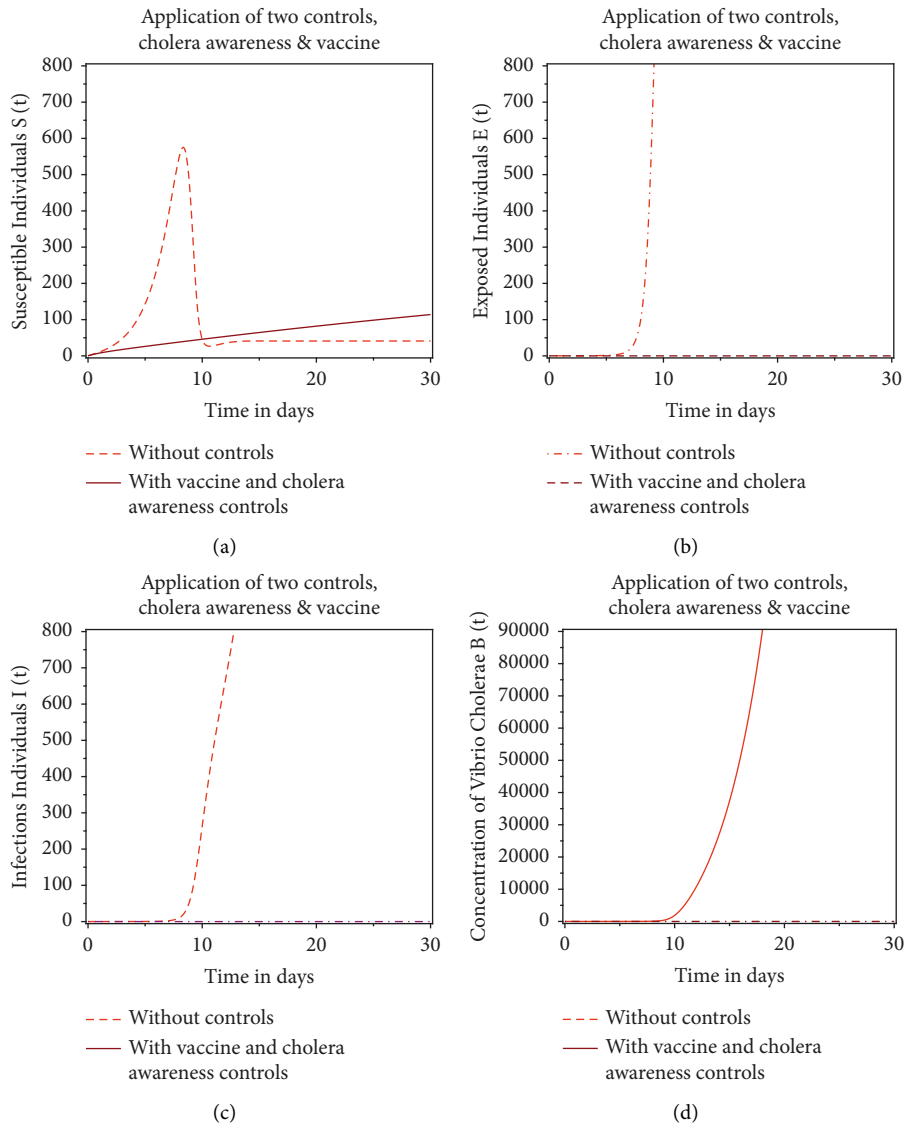 Application of two controls,
cholera awareness & vaccine
800
700
600
500
400
300
200
100
0
Susceptible Individuals S (t)
0
10
20
30
Time in days
Without controls
With vaccine and cholera
awareness controls
(a)
Application of two controls,
cholera awareness & vaccine
800
700
600
500
400
300
200
100
0
Exposed Individuals E (t)
0
10
20
30
Time in days
Without controls
With vaccine and cholera
awareness controls
(b)
Application of two controls,
cholera awareness & vaccine
800
700
600
500
400
300
200
100
0
Infections Individuals I (t)
0
10
20
30
Time in days
Without controls
With vaccine and cholera
awareness controls
(c)
Application of two controls,
cholera awareness & vaccine
90000
80000
70000
60000
50000
40000
30000
20000
10000
0
Concentration of Vibrio Cholerae B (t)
0
10
20
30
Time in days
Without controls
With vaccine and cholera
awareness controls
(d)